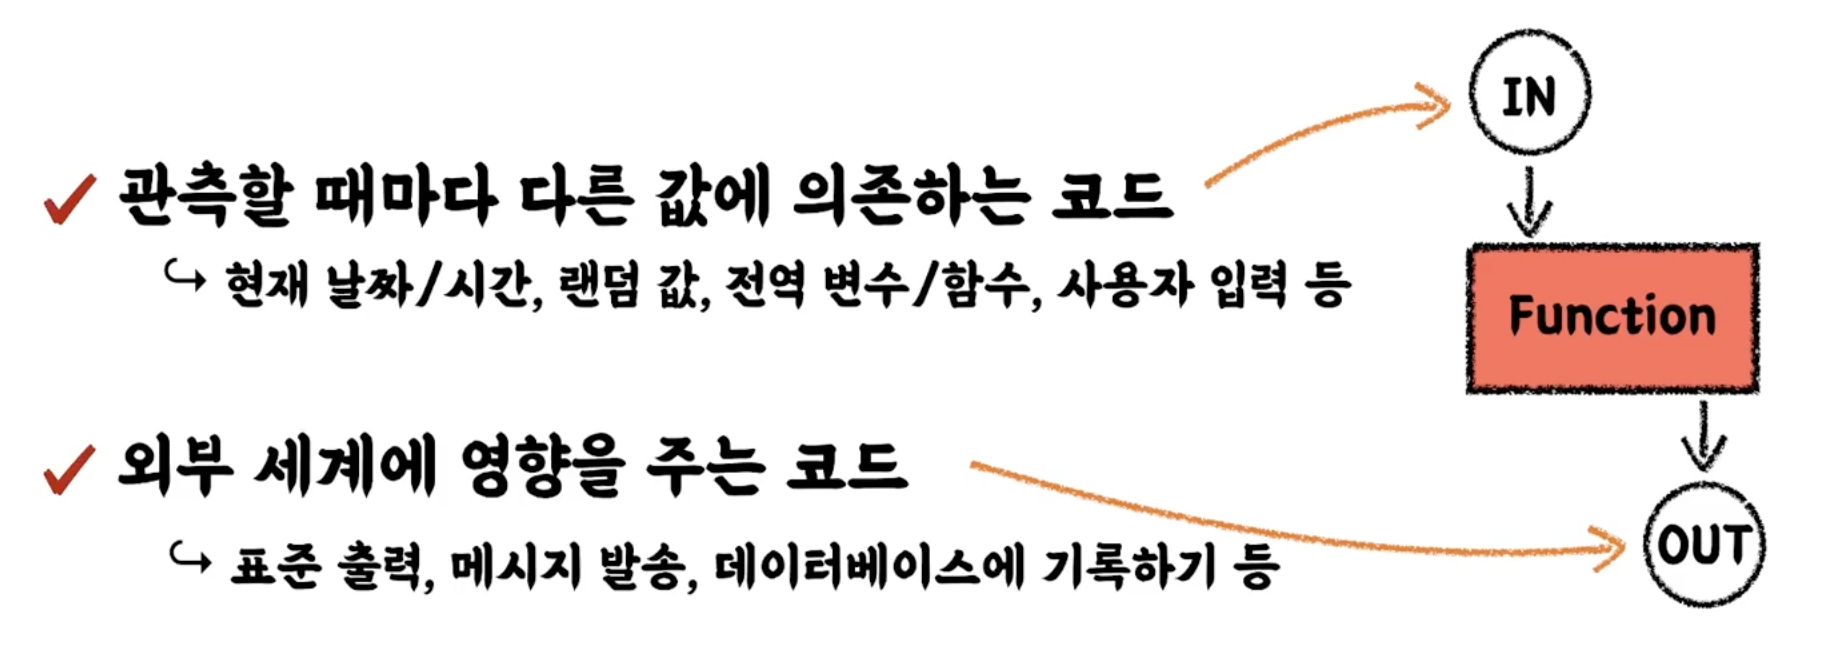 관측할 때마다 다른 값에 의존하는 코드
↪ 현재 날짜/시간, 랜덤 값, 전역 변수/함수, 사용자 입력 등
외부 세계에 영향을 주는 코드
↪ 표준 출력, 메시지 발송, 데이터베이스에 기록하기 등
IN
Function
OUT